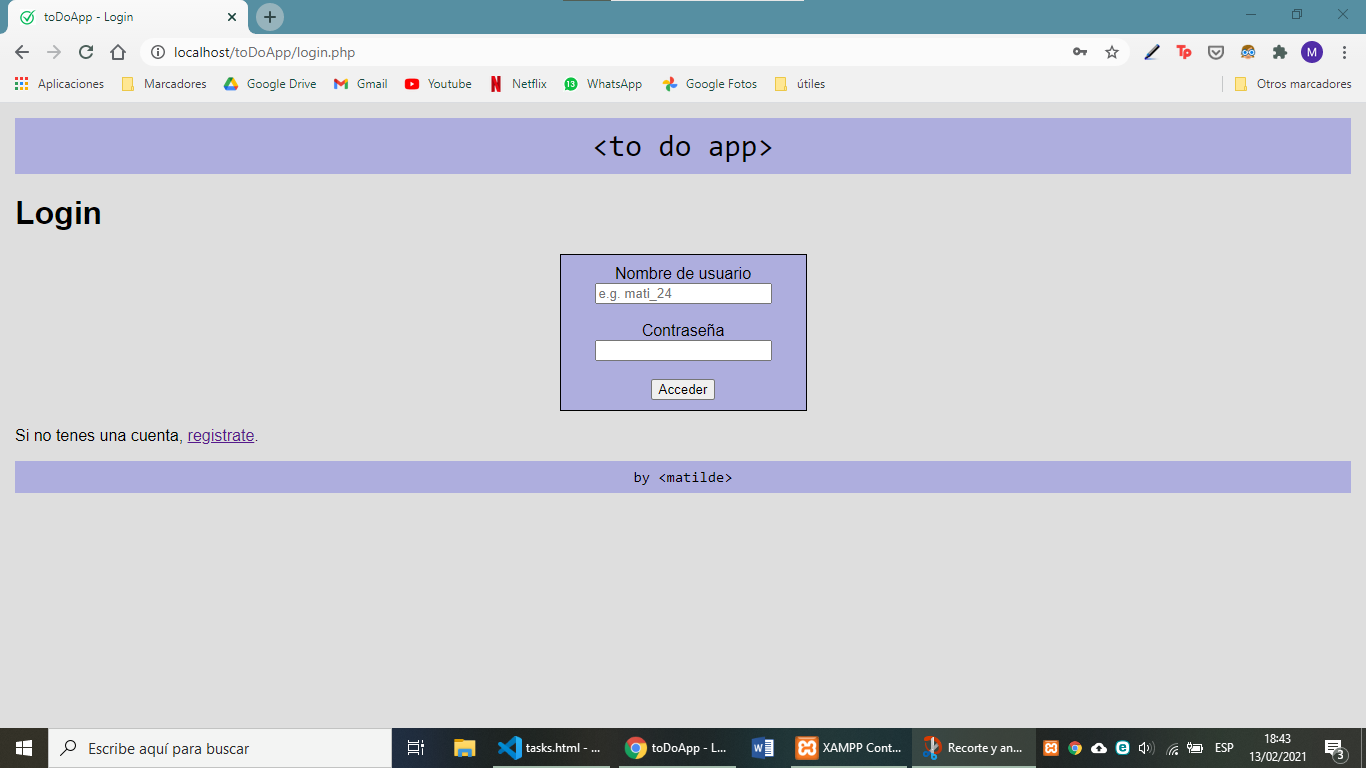 toDoApp - Login
localhost/toDoApp/login.php
Tp
M
Aplicaciones Marcadores Google Drive Gmail Youtube Netflix 13 WhatsApp Google Fotos útiles Otros marcadores
<to do app>
Login
Nombre de usuario
e.g. mati_24
Contraseña
Acceder
Si no tenes una cuenta, registrate.
by <matilde>
Escribe aquí para buscar
tasks.html - ...
toDoApp - L...
XAMPP Cont...
Recorte y an...
ESP
18:43
13/02/2021
3